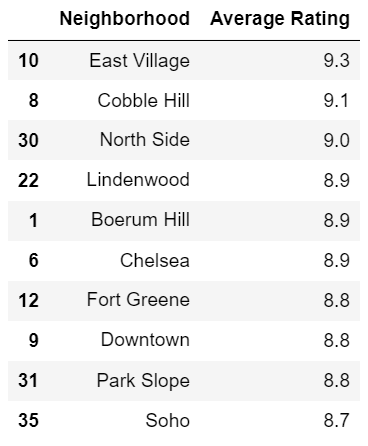 Neighborhood Average Rating
10 East Village 9.3
8 Cobble Hill 9.1
30 North Side 9.0
22 Lindenwood 8.9
1 Boerum Hill 8.9
6 Chelsea 8.9
12 Fort Greene 8.8
9 Downtown 8.8
31 Park Slope 8.8
35 Soho 8.7